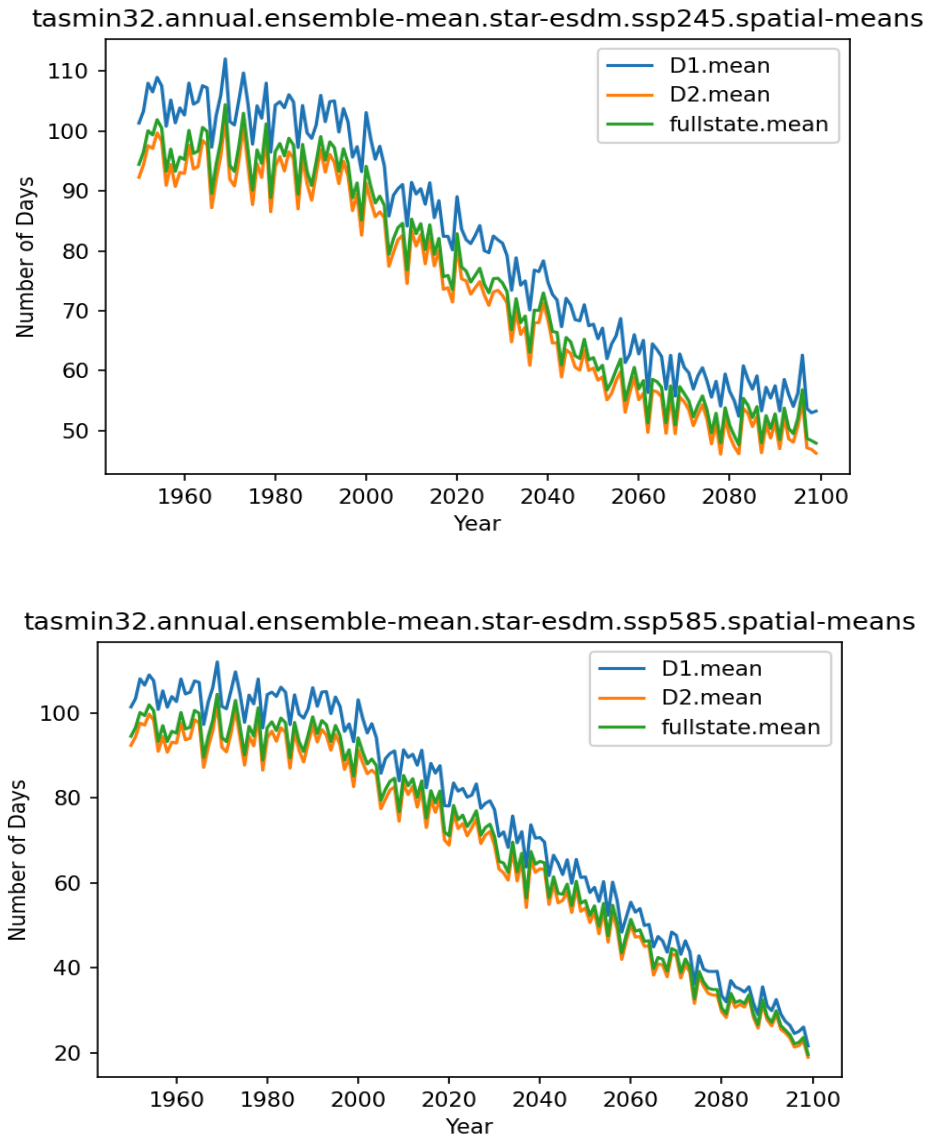 tasmin32.annual.ensemble-mean.star-esdm.ssp245.spatial-means
D1.mean
D2.mean
fullstate.mean
110
100
90
80
70
60
50
Number of Days
1960 1980 2000 2020 2040 2060 2080 2100
Year
tasmin32.annual.ensemble-mean.star-esdm.ssp585.spatial-means
D1.mean
D2.mean
fullstate.mean
100
80
60
40
20
Number of Days
1960 1980 2000 2020 2040 2060 2080 2100
Year